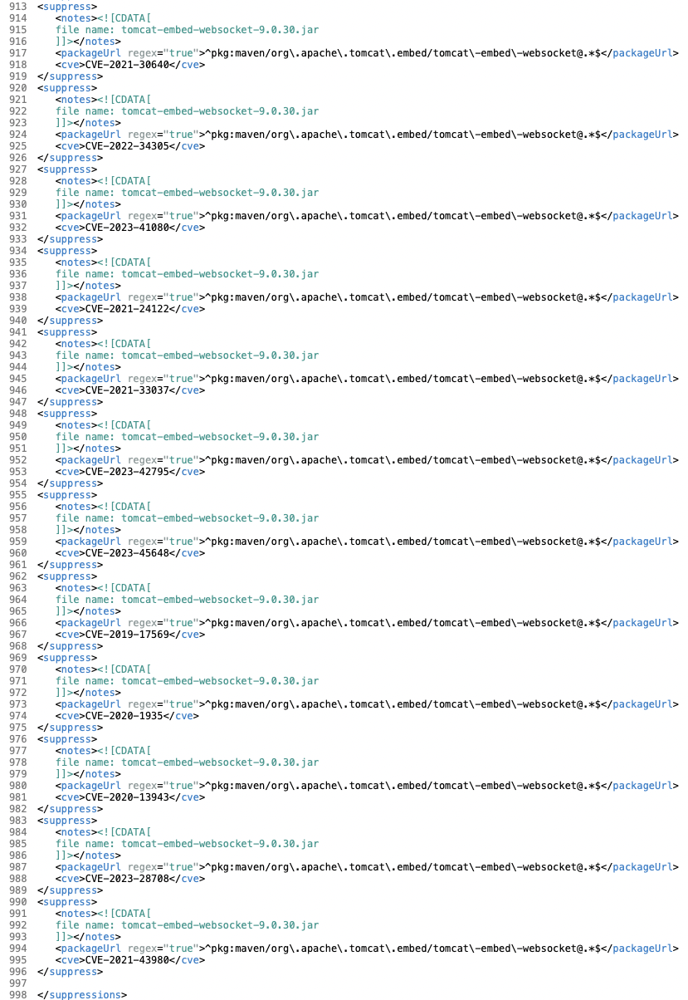 913 <suppress>
914    <notes><![CDATA[
915    file name: tomcat-embed-websocket-9.0.30.jar
916    ]]></notes>
917    <packageUrl regex="true">^pkg:maven/org\.apache\.tomcat\.embed/tomcat\-embed\-websocket@.*$</packageUrl>
918    <cve>CVE-2021-30640</cve>
919 </suppress>
920 <suppress>
921    <notes><![CDATA[
922    file name: tomcat-embed-websocket-9.0.30.jar
923    ]]></notes>
924    <packageUrl regex="true">^pkg:maven/org\.apache\.tomcat\.embed/tomcat\-embed\-websocket@.*$</packageUrl>
925    <cve>CVE-2022-34305</cve>
926 </suppress>
927 <suppress>
928    <notes><![CDATA[
929    file name: tomcat-embed-websocket-9.0.30.jar
930    ]]></notes>
931    <packageUrl regex="true">^pkg:maven/org\.apache\.tomcat\.embed/tomcat\-embed\-websocket@.*$</packageUrl>
932    <cve>CVE-2023-41080</cve>
933 </suppress>
934 <suppress>
935    <notes><![CDATA[
936    file name: tomcat-embed-websocket-9.0.30.jar
937    ]]></notes>
938    <packageUrl regex="true">^pkg:maven/org\.apache\.tomcat\.embed/tomcat\-embed\-websocket@.*$</packageUrl>
939    <cve>CVE-2021-24122</cve>
940 </suppress>
941 <suppress>
942    <notes><![CDATA[
943    file name: tomcat-embed-websocket-9.0.30.jar
944    ]]></notes>
945    <packageUrl regex="true">^pkg:maven/org\.apache\.tomcat\.embed/tomcat\-embed\-websocket@.*$</packageUrl>
946    <cve>CVE-2021-33037</cve>
947 </suppress>
948 <suppress>
949    <notes><![CDATA[
950    file name: tomcat-embed-websocket-9.0.30.jar
951    ]]></notes>
952    <packageUrl regex="true">^pkg:maven/org\.apache\.tomcat\.embed/tomcat\-embed\-websocket@.*$</packageUrl>
953    <cve>CVE-2023-42795</cve>
954 </suppress>
955 <suppress>
956    <notes><![CDATA[
957    file name: tomcat-embed-websocket-9.0.30.jar
958    ]]></notes>
959    <packageUrl regex="true">^pkg:maven/org\.apache\.tomcat\.embed/tomcat\-embed\-websocket@.*$</packageUrl>
960    <cve>CVE-2023-45648</cve>
961 </suppress>
962 <suppress>
963    <notes><![CDATA[
964    file name: tomcat-embed-websocket-9.0.30.jar
965    ]]></notes>
966    <packageUrl regex="true">^pkg:maven/org\.apache\.tomcat\.embed/tomcat\-embed\-websocket@.*$</packageUrl>
967    <cve>CVE-2019-17569</cve>
968 </suppress>
969 <suppress>
970    <notes><![CDATA[
971    file name: tomcat-embed-websocket-9.0.30.jar
972    ]]></notes>
973    <packageUrl regex="true">^pkg:maven/org\.apache\.tomcat\.embed/tomcat\-embed\-websocket@.*$</packageUrl>
974    <cve>CVE-2020-1935</cve>
975 </suppress>
976 <suppress>
977    <notes><![CDATA[
978    file name: tomcat-embed-websocket-9.0.30.jar
979    ]]></notes>
980    <packageUrl regex="true">^pkg:maven/org\.apache\.tomcat\.embed/tomcat\-embed\-websocket@.*$</packageUrl>
981    <cve>CVE-2020-13943</cve>
982 </suppress>
983 <suppress>
984    <notes><![CDATA[
985    file name: tomcat-embed-websocket-9.0.30.jar
986    ]]></notes>
987    <packageUrl regex="true">^pkg:maven/org\.apache\.tomcat\.embed/tomcat\-embed\-websocket@.*$</packageUrl>
988    <cve>CVE-2023-28708</cve>
989 </suppress>
990 <suppress>
991    <notes><![CDATA[
992    file name: tomcat-embed-websocket-9.0.30.jar
993    ]]></notes>
994    <packageUrl regex="true">^pkg:maven/org\.apache\.tomcat\.embed/tomcat\-embed\-websocket@.*$</packageUrl>
995    <cve>CVE-2021-43980</cve>
996 </suppress>
997
998 </suppressions>